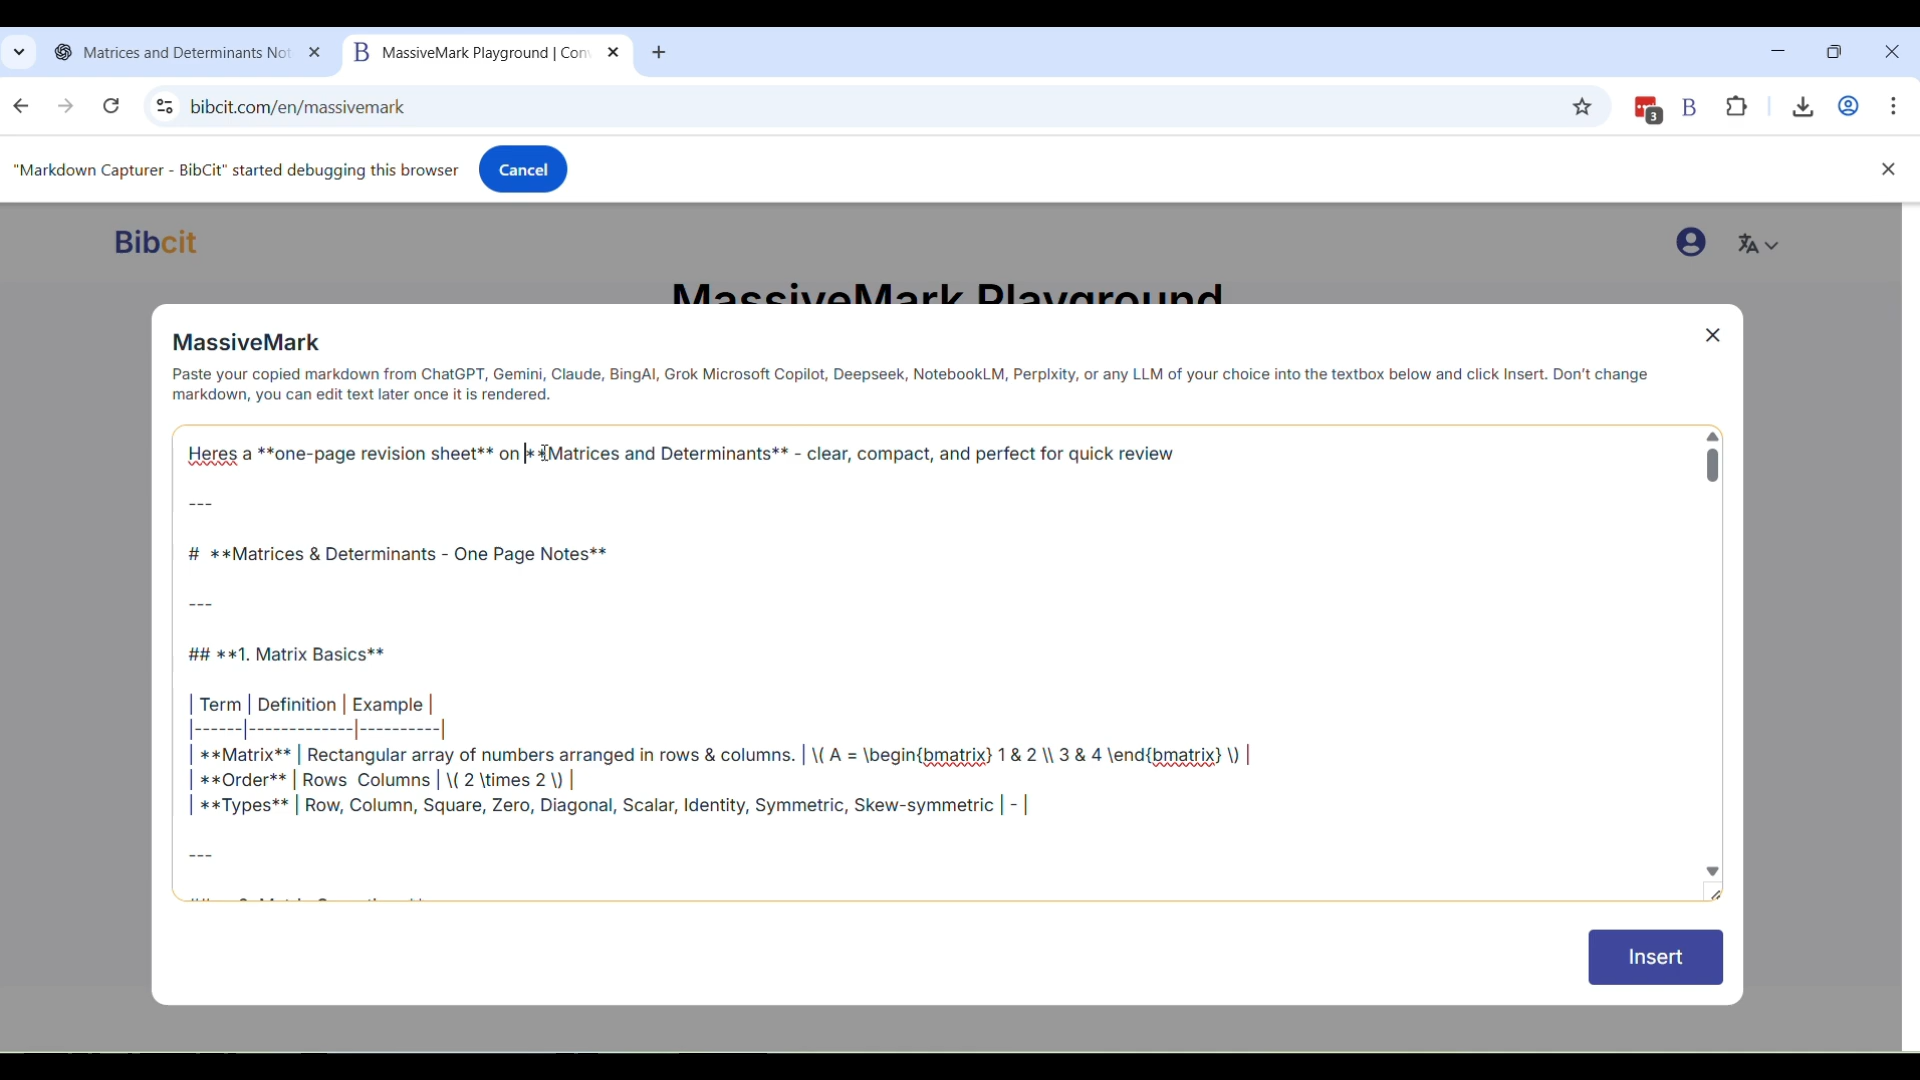 Matrices and Determinants Not
MassiveMark Playground | Con
bibcit.com/en/massivemark
3
B
"Markdown Capturer - BibCit" started debugging this browser
Cancel
Bibcit
MassiveMark Playground
MassiveMark
Paste your copied markdown from ChatGPT, Gemini, Claude, BingAI, Grok Microsoft Copilot, Deepseek, NotebookLM, Perplxity, or any LLM of your choice into the textbox below and click Insert. Don't change
markdown, you can edit text later once it is rendered.
Heres a **one-page revision sheet** on **Matrices and Determinants** - clear, compact, and perfect for quick review
---
# **Matrices & Determinants - One Page Notes**
---
## **1. Matrix Basics**
| Term | Definition | Example |
|------|-------------|----------|
| **Matrix** | Rectangular array of numbers arranged in rows & columns. | \( A = \begin{bmatrix} 1 & 2 \\ 3 & 4 \end{bmatrix} \) |
| **Order** | Rows  Columns | \( 2 \times 2 \) |
| **Types** | Row, Column, Square, Zero, Diagonal, Scalar, Identity, Symmetric, Skew-symmetric | - |
---
Insert